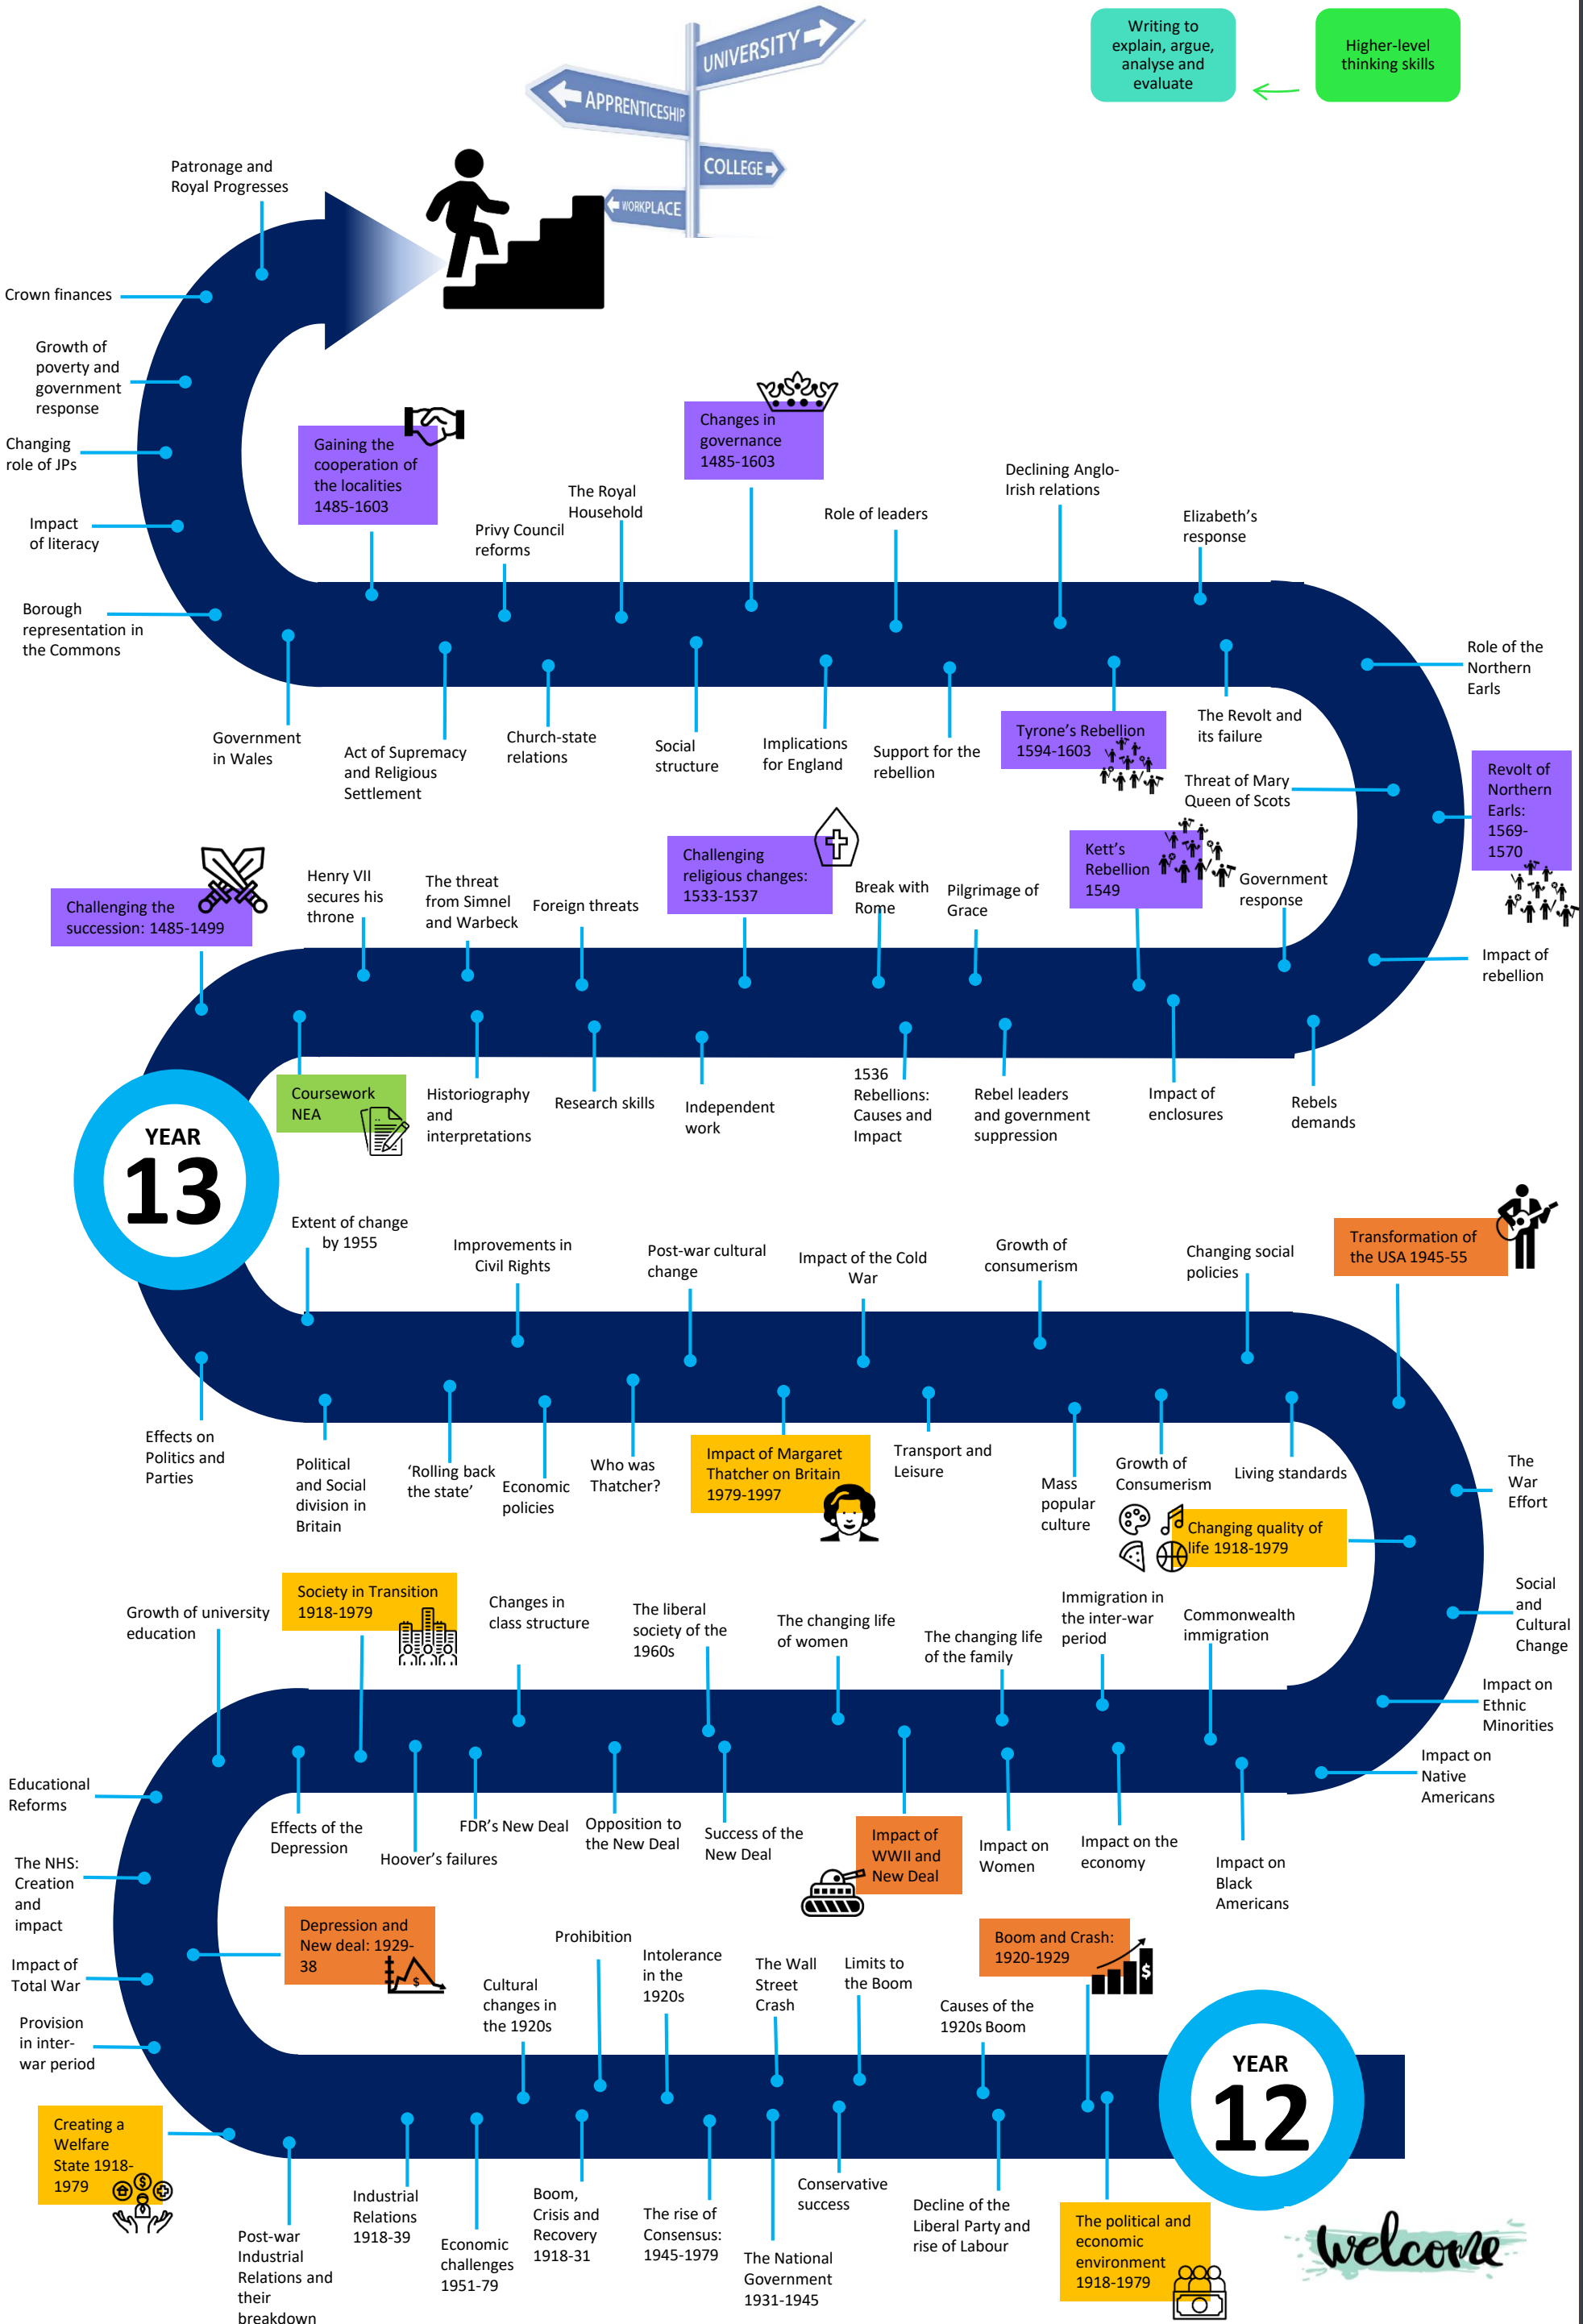 UNIVERSITY
APPRENTICESHIP
COLLEGE
WORKPLACE
Writing to
explain, argue,
analyse and
evaluate
Higher-level
thinking skills
Patronage and
Royal Progresses
Crown finances
Growth of
poverty and
government
response
Changing
role of JPs
Impact
of literacy
Borough
representation in
the Commons
Gaining the
cooperation of
the localities
1485-1603
Privy Council
reforms
The Royal
Household
Changes in
governance
1485-1603
Role of leaders
Declining Anglo-
Irish relations
Elizabeth's
response
Role of the
Northern
Earls
Government
in Wales
Act of Supremacy
and Religious
Settlement
Church-state
relations
Social
structure
Implications
for England
Support for the
rebellion
Tyrone's Rebellion
1594-1603
The Revolt and
its failure
Threat of Mary
Queen of Scots
Revolt of
Northern
Earls:
1569-
1570
Challenging the
succession: 1485-1499
Henry VII
secures his
throne
The threat
from Simnel
and Warbeck
Foreign threats
Challenging
religious changes:
1533-1537
Break with
Rome
Pilgrimage of
Grace
Kett's
Rebellion
1549
Government
response
Impact of
rebellion
Coursework
NEA
Historiography
and
interpretations
Research skills
Independent
work
1536
Rebellions:
Causes and
Impact
Rebel leaders
and government
suppression
Impact of
enclosures
Rebels
demands
YEAR
13
Extent of change
by 1955
Improvements in
Civil Rights
Post-war cultural
change
Impact of the Cold
War
Growth of
consumerism
Changing social
policies
Transformation of
the USA 1945-55
Effects on
Politics and
Parties
Political
and Social
division in
Britain
'Rolling back
the state'
Economic
policies
Who was
Thatcher?
Impact of Margaret
Thatcher on Britain
1979-1997
Transport and
Leisure
Mass
popular
culture
Growth of
Consumerism
Living standards
Changing quality of
life 1918-1979
The
War
Effort
Social
and
Cultural
Change
Impact on
Ethnic
Minorities
Impact on
Native
Americans
Growth of university
education
Society in Transition
1918-1979
Changes in
class structure
The liberal
society of the
1960s
The changing life
of women
The changing life
of the family
Immigration in
the inter-war
period
Commonwealth
immigration
Educational
Reforms
The NHS:
Creation
and
impact
Impact of
Total War
Provision
in inter-
war period
Effects of the
Depression
Hoover's failures
FDR's New Deal
Opposition to
the New Deal
Success of the
New Deal
Impact of
WWII and
New Deal
Impact on
Women
Impact on the
economy
Impact on
Black
Americans
Depression and
New deal: 1929-
38
$
Cultural
changes in
the 1920s
Prohibition
Intolerance
in the
1920s
The Wall
Street
Crash
Limits to
the Boom
Causes of the
1920s Boom
Boom and Crash:
1920-1929
$
YEAR
12
Creating a
Welfare
State 1918-
1979
$
Post-war
Industrial
Relations and
their
breakdown
Industrial
Relations
1918-39
Economic
challenges
1951-79
Boom,
Crisis and
Recovery
1918-31
The rise of
Consensus:
1945-1979
The National
Government
1931-1945
Conservative
success
Decline of the
Liberal Party and
rise of Labour
The political and
economic
environment
1918-1979
welcome